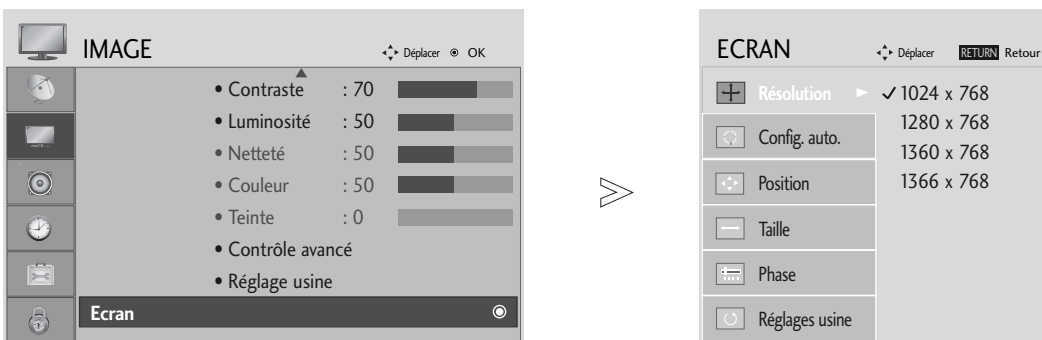 IMAGE
Déplacer
OK
• Contraste : 70
• Luminosité : 50
• Netteté : 50
• Couleur : 50
• Teinte : 0
• Contrôle avancé
• Réglage usine
Ecran
ECRAN
Déplacer
RETURN Retour
Résolution
✓ 1024 x 768
1280 x 768
1360 x 768
1366 x 768
Config. auto.
Position
Taille
Phase
Réglages usine